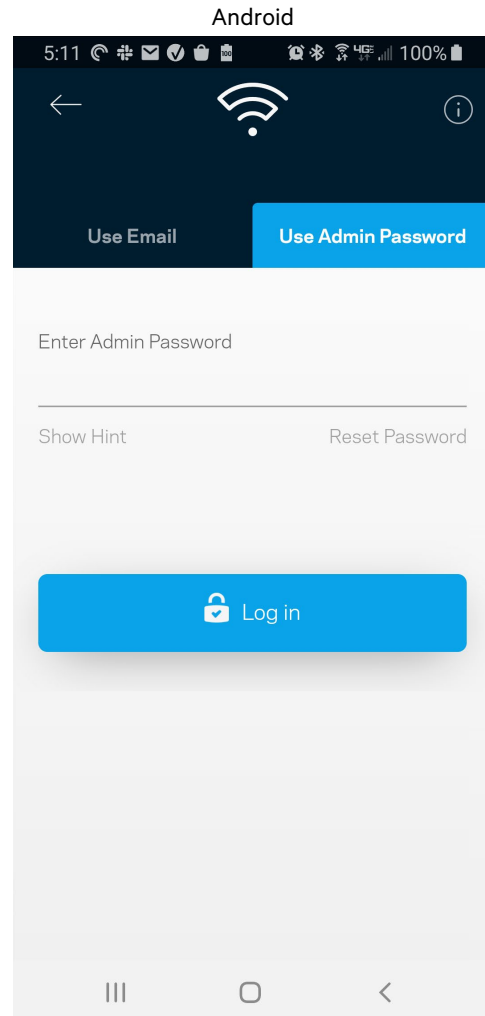 Android
5:11 100%
Use Email Use Admin Password
Enter Admin Password
Show Hint Reset Password
Log in